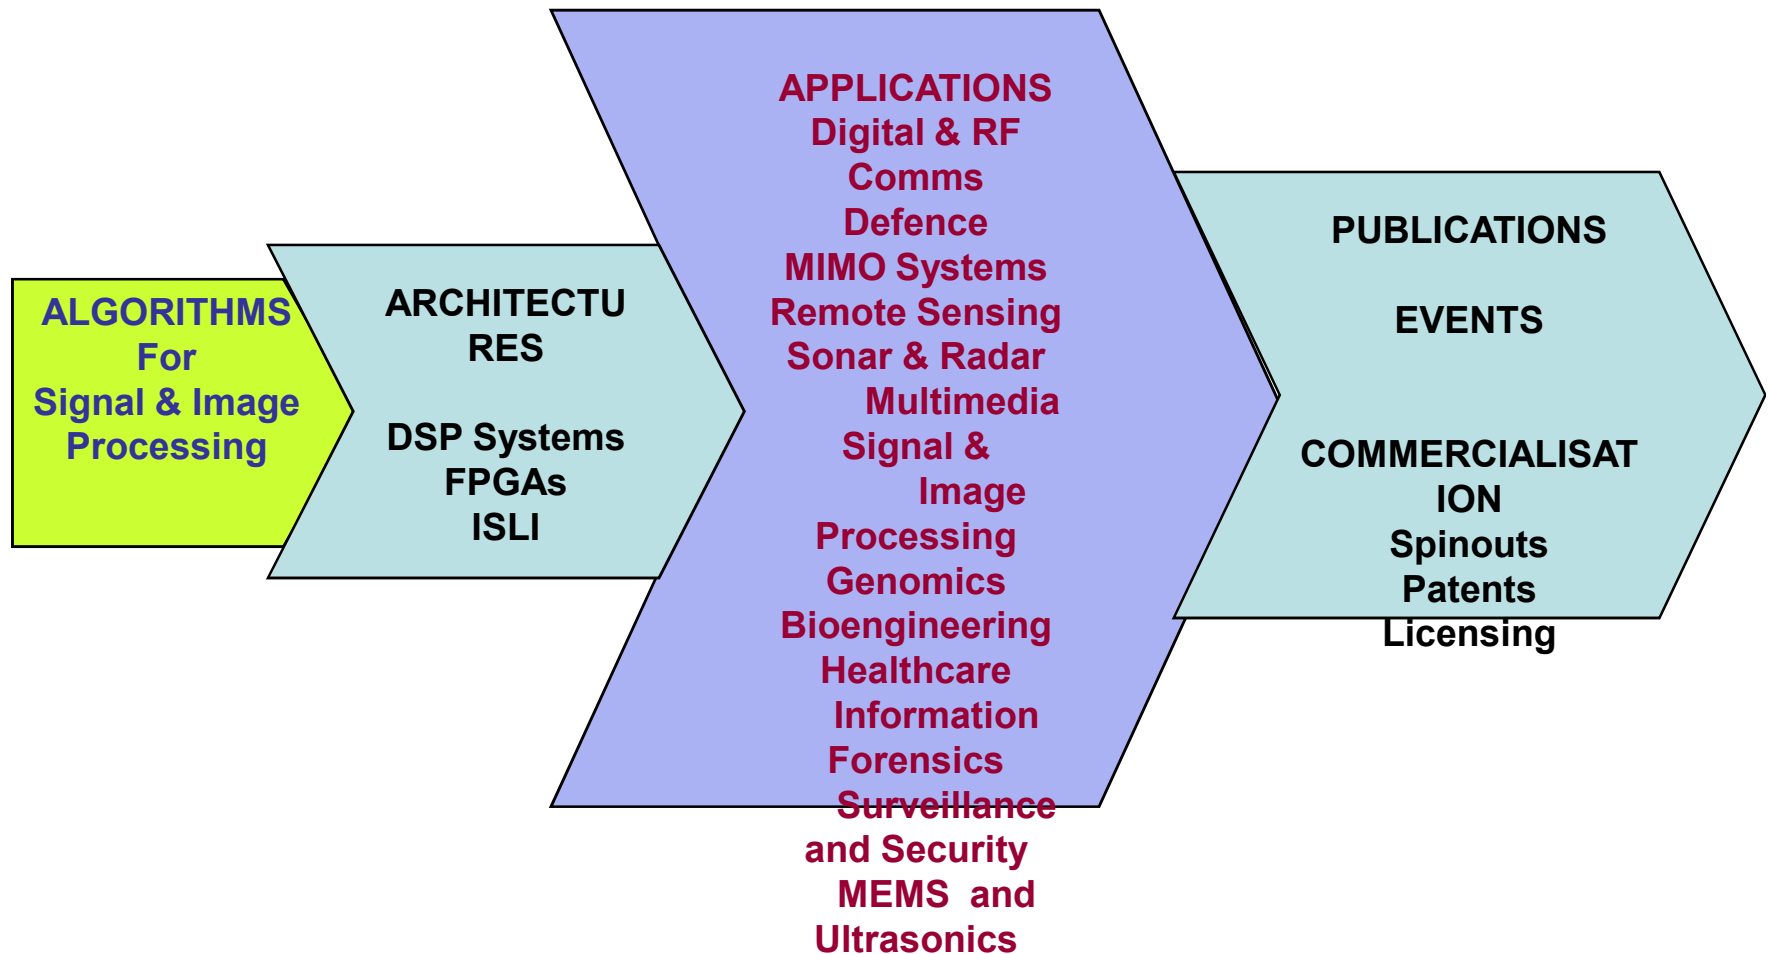 ALGORITHMS
For
Signal & Image
Processing
ARCHITECTU
RES
DSP Systems
FPGAs
ISLI
APPLICATIONS
Digital & RF
Comms
Defence
MIMO Systems
Remote Sensing
Sonar & Radar
Multimedia
Signal &
Image
Processing
Genomics
Bioengineering
Healthcare
Information
Forensics
Surveillance
and Security
MEMS and
Ultrasonics
PUBLICATIONS
EVENTS
COMMERCIALISAT
ION
Spinouts
Patents
Licensing